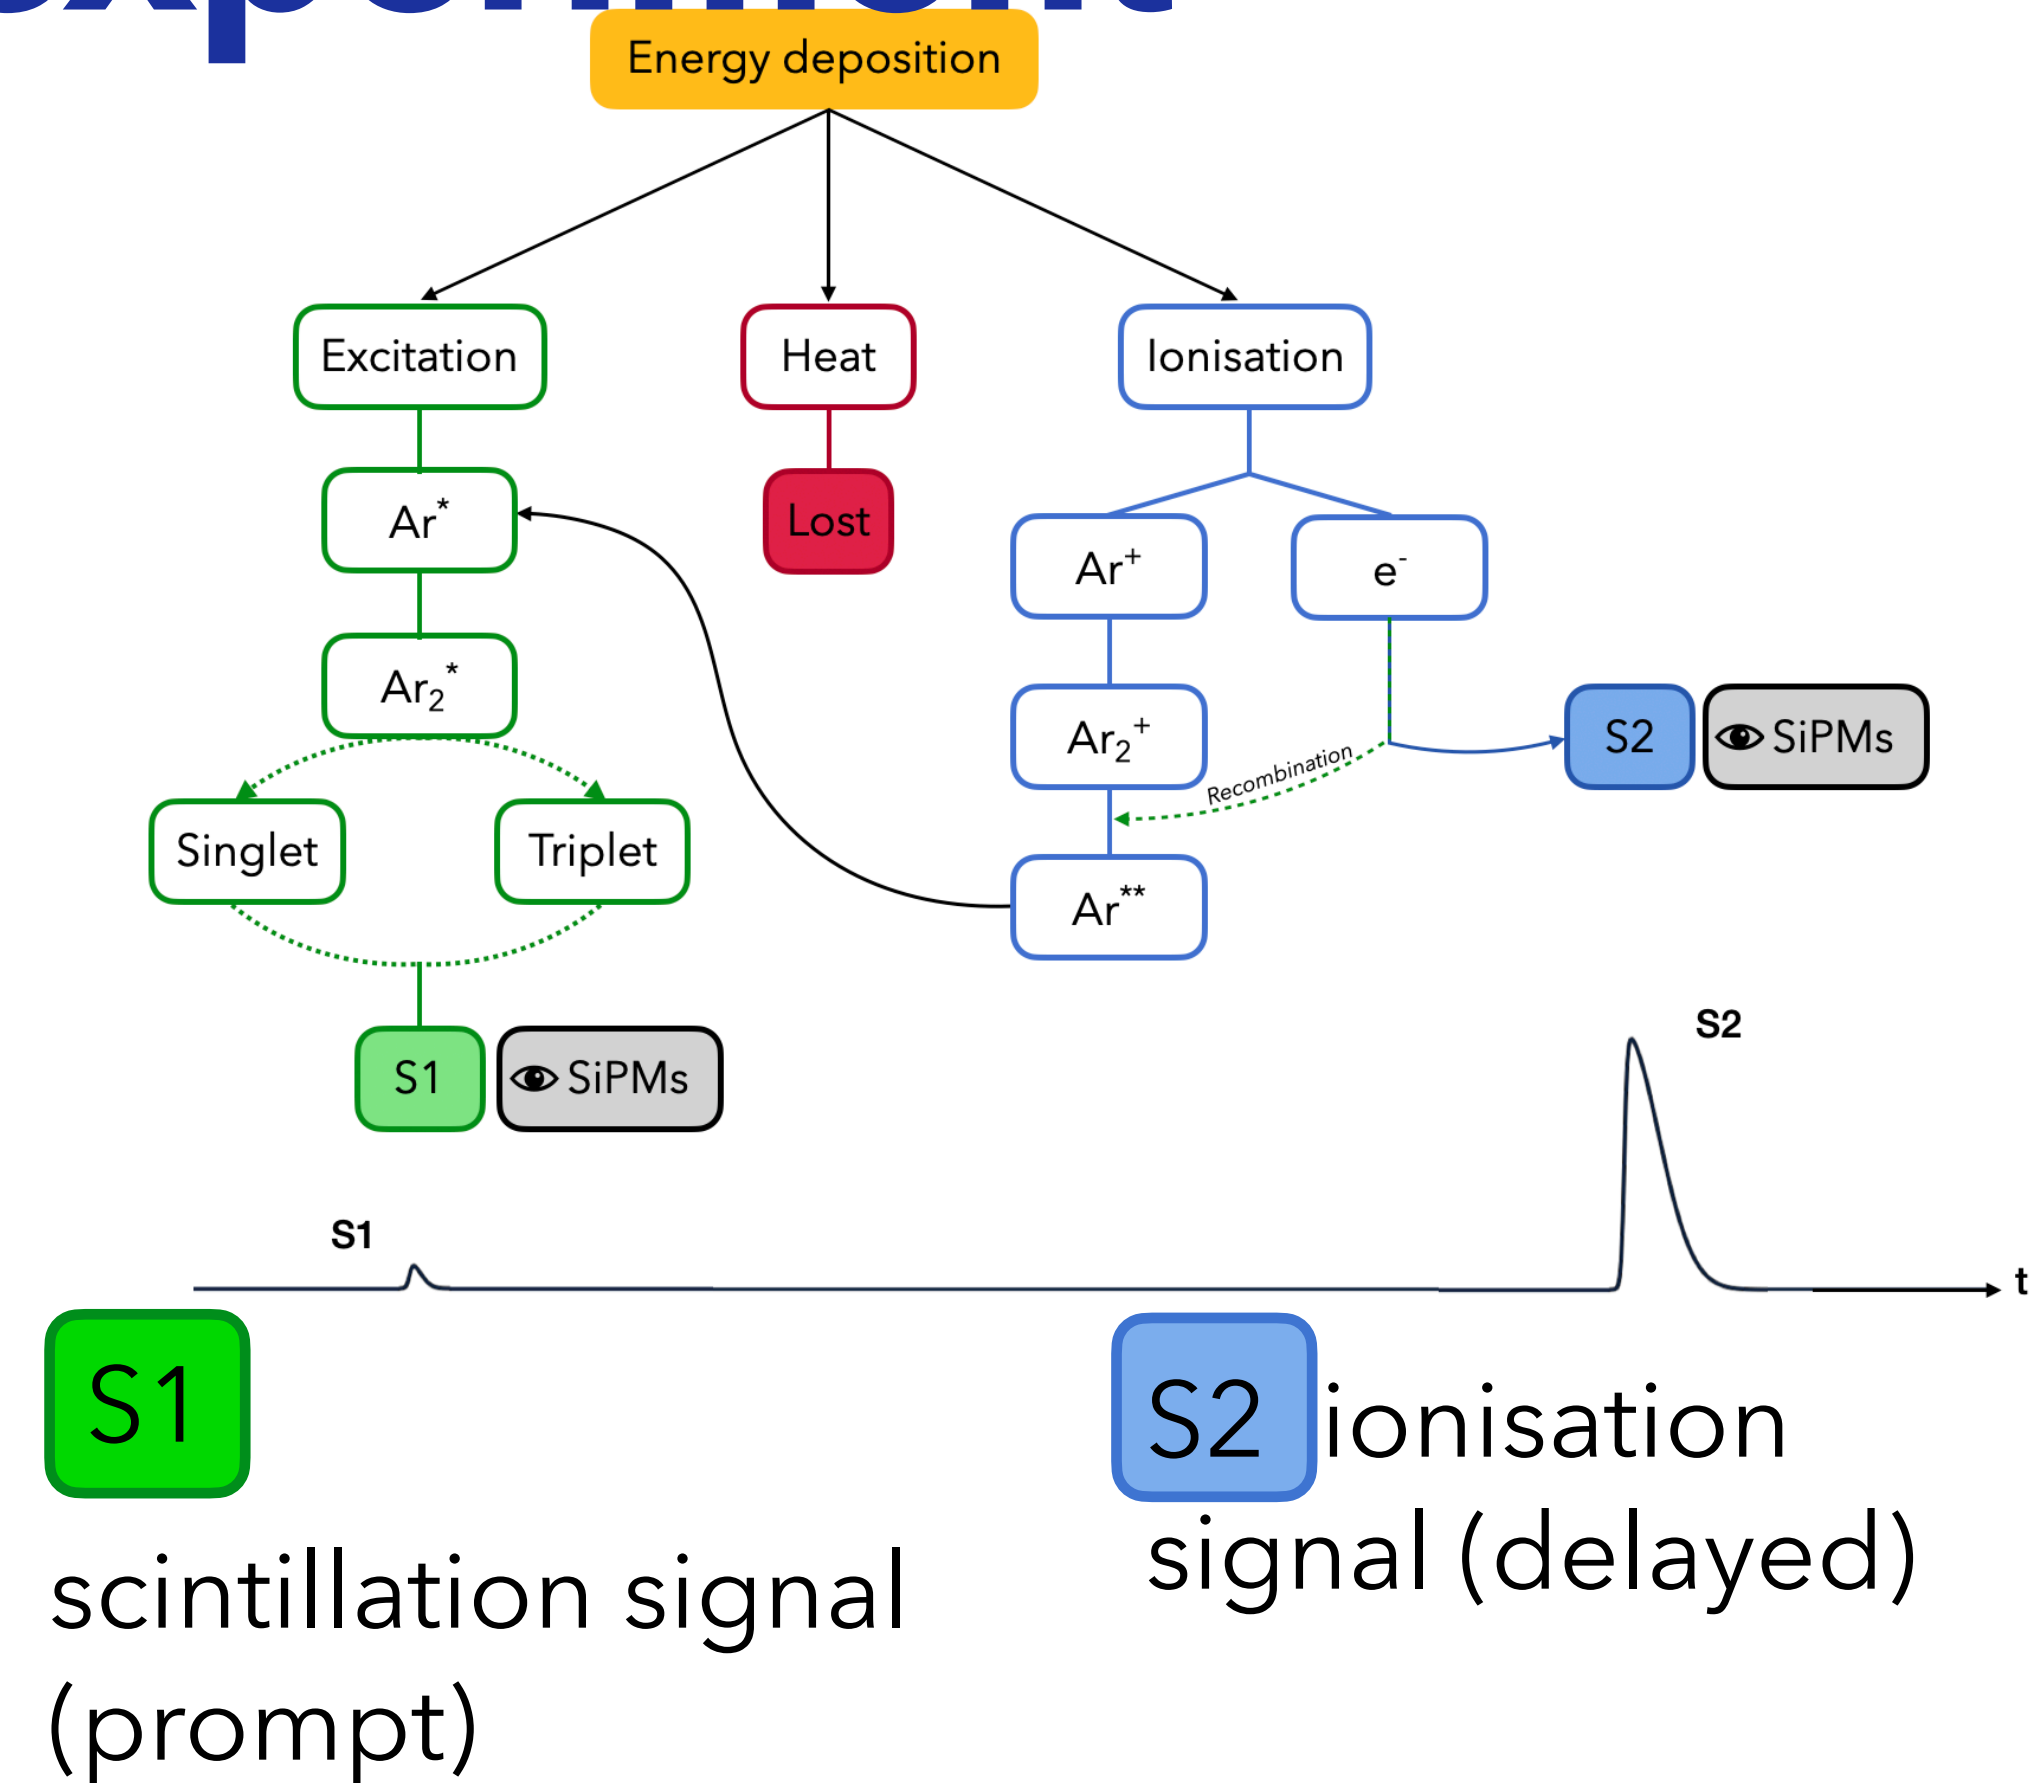 Energy deposition
Excitation
Heat
Ionisation
Ar*
Lost
Ar⁺
e⁻
Ar₂*
Ar₂⁺
S2
SiPMs
Recombination
Singlet
Triplet
Ar**
S1
SiPMs
S2
S1
t
S1
scintillation signal
(prompt)
S2 ionisation
signal (delayed)